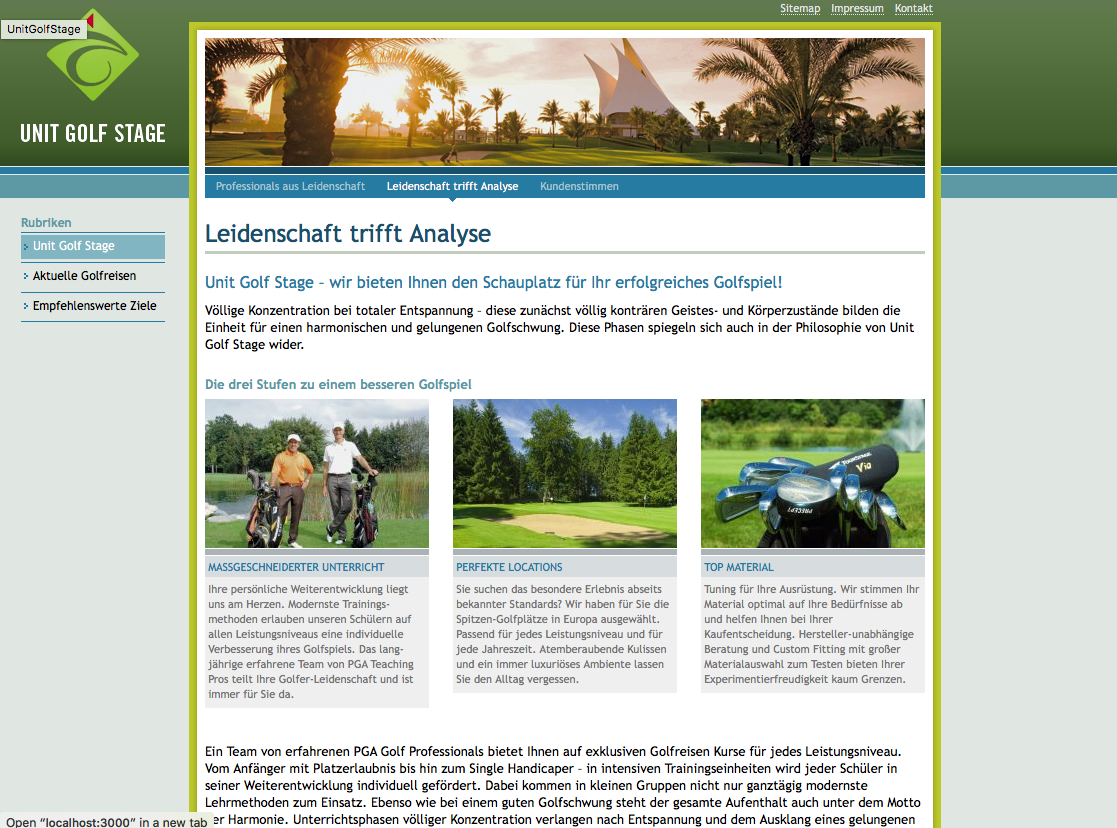 Sitemap Impressum Kontakt
UnitGolfStage
UNIT GOLF STAGE
Professionals aus Leidenschaft Leidenschaft trifft Analyse Kundenstimmen
Rubriken
Unit Golf Stage
Aktuelle Golfreisen
Empfehlenswerte Ziele
Leidenschaft trifft Analyse
Unit Golf Stage – wir bieten Ihnen den Schauplatz für Ihr erfolgreiches Golfspiel!
Völlige Konzentration bei totaler Entspannung – diese zunächst völlig konträren Geistes- und Körperzustände bilden die
Einheit für einen harmonischen und gelungenen Golfschwung. Diese Phasen spiegeln sich auch in der Philosophie von Unit
Golf Stage wider.
Die drei Stufen zu einem besseren Golfspiel
TOURSTAGE
Via
PRECEPT
MASSGESCHNEIDERTER UNTERRICHT
Ihre persönliche Weiterentwicklung liegt
uns am Herzen. Modernste Trainings-
methoden erlauben unseren Schülern auf
allen Leistungsniveaus eine individuelle
Verbesserung ihres Golfspiels. Das lang-
jährige erfahrene Team von PGA Teaching
Pros teilt Ihre Golfer-Leidenschaft und ist
immer für Sie da.
PERFEKTE LOCATIONS
Sie suchen das besondere Erlebnis abseits
bekannter Standards? Wir haben für Sie die
Spitzen-Golfplätze in Europa ausgewählt.
Passend für jedes Leistungsniveau und für
jede Jahreszeit. Atemberaubende Kulissen
und ein immer luxuriöses Ambiente lassen
Sie den Alltag vergessen.
TOP MATERIAL
Tuning für Ihre Ausrüstung. Wir stimmen Ihr
Material optimal auf Ihre Bedürfnisse ab
und helfen Ihnen bei Ihrer
Kaufentscheidung. Hersteller-unabhängige
Beratung und Custom Fitting mit großer
Materialauswahl zum Testen bieten Ihrer
Experimentierfreudigkeit kaum Grenzen.
Ein Team von erfahrenen PGA Golf Professionals bietet Ihnen auf exklusiven Golfreisen Kurse für jedes Leistungsniveau.
Vom Anfänger mit Platzerlaubnis bis hin zum Single Handicaper – in intensiven Trainingseinheiten wird jeder Schüler in
seiner Weiterentwicklung individuell gefördert. Dabei kommen in kleinen Gruppen nicht nur ganztägig modernste
Lehrmethoden zum Einsatz. Ebenso wie bei einem guten Golfschwung steht der gesamte Aufenthalt auch unter dem Motto
der Harmonie. Unterrichtsphasen völliger Konzentration verlangen nach Entspannung und dem Ausklang eines gelungenen
Open “localhost:3000” in a new tab